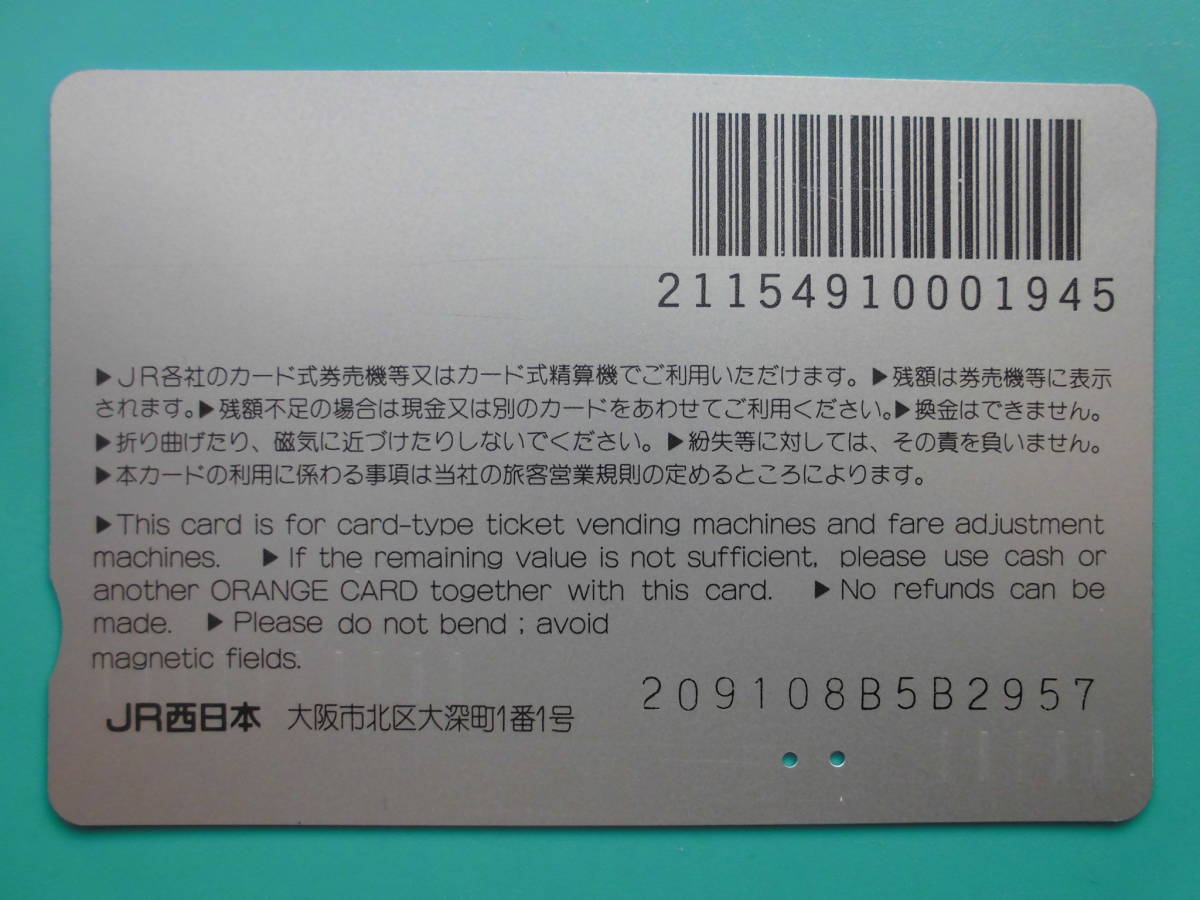 21154910001945
▶JR各社のカード式券売機等又はカード式精算機でご利用いただけます。▶残額は券売機等に表示
されます。▶残額不足の場合は現金又は別のカードをあわせてご利用ください。▶換金はできません。
▶折り曲げたり、磁気に近づけたりしないでください。▶紛失等に対しては、その責を負いません。
▶本カードの利用に係わる事項は当社の旅客営業規則の定めるところによります。
▶This card is for card-type ticket vending machines and fare adjustment
machines. ▶If the remaining value is not sufficient, please use cash or
another ORANGE CARD together with this card. ▶No refunds can be
made. ▶Please do not bend ; avoid
magnetic fields.
209108B5B2957
JR西日本 大阪市北区大深町1番1号